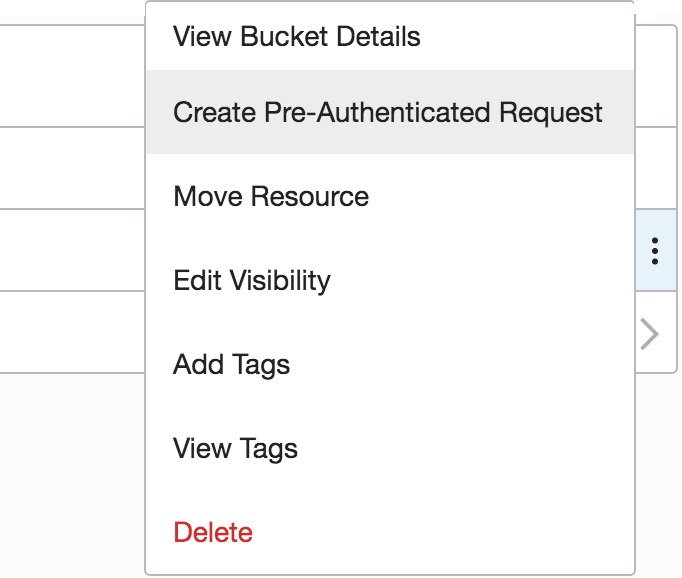 View Bucket Details
Create Pre-Authenticated Request
Move Resource
Edit Visibility
Add Tags
View Tags
Delete